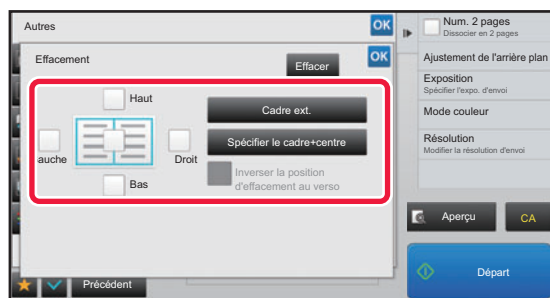 Autres
OK
Effacement
Effacer
OK
Haut
auche
Droit
Bas
Cadre ext.
Spécifier le cadre+centre
Inverser la position
d'effacement au verso
Précédent
Num. 2 pages
Dissocier en 2 pages
Ajustement de l'arrière plan
Exposition
Spécifier l'expo. d'envoi
Mode couleur
Résolution
Modifier la résolution d'envoi
Aperçu
CA
Départ